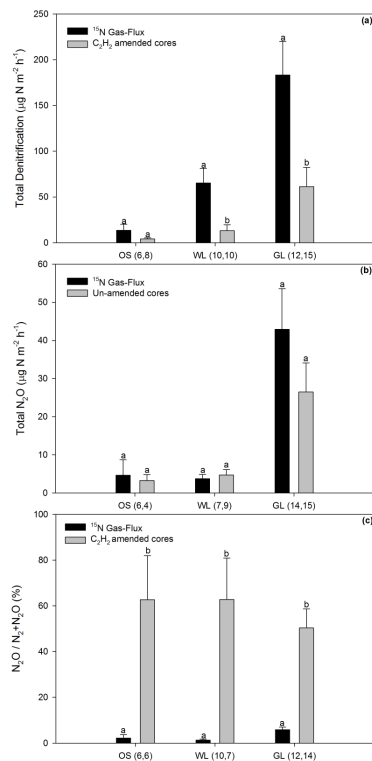 (a)
250
200
150
100
50
0
Total Denitrification (µg N m⁻² h⁻¹)
¹⁵N Gas-Flux
C₂H₂ amended cores
a
a
a
b
a
b
OS (6,8) WL (10,10) GL (12,15)
(b)
60
50
40
30
20
10
0
Total N₂O (µg N m⁻² h⁻¹)
¹⁵N Gas-Flux
Un-amended cores
a
a
a
a
a
a
OS (6,4) WL (7,9) GL (14,15)
(c)
100
80
60
40
20
0
N₂O / N₂+N₂O (%)
¹⁵N Gas-Flux
C₂H₂ amended cores
a
b
a
b
a
b
OS (6,6) WL (10,7) GL (12,14)